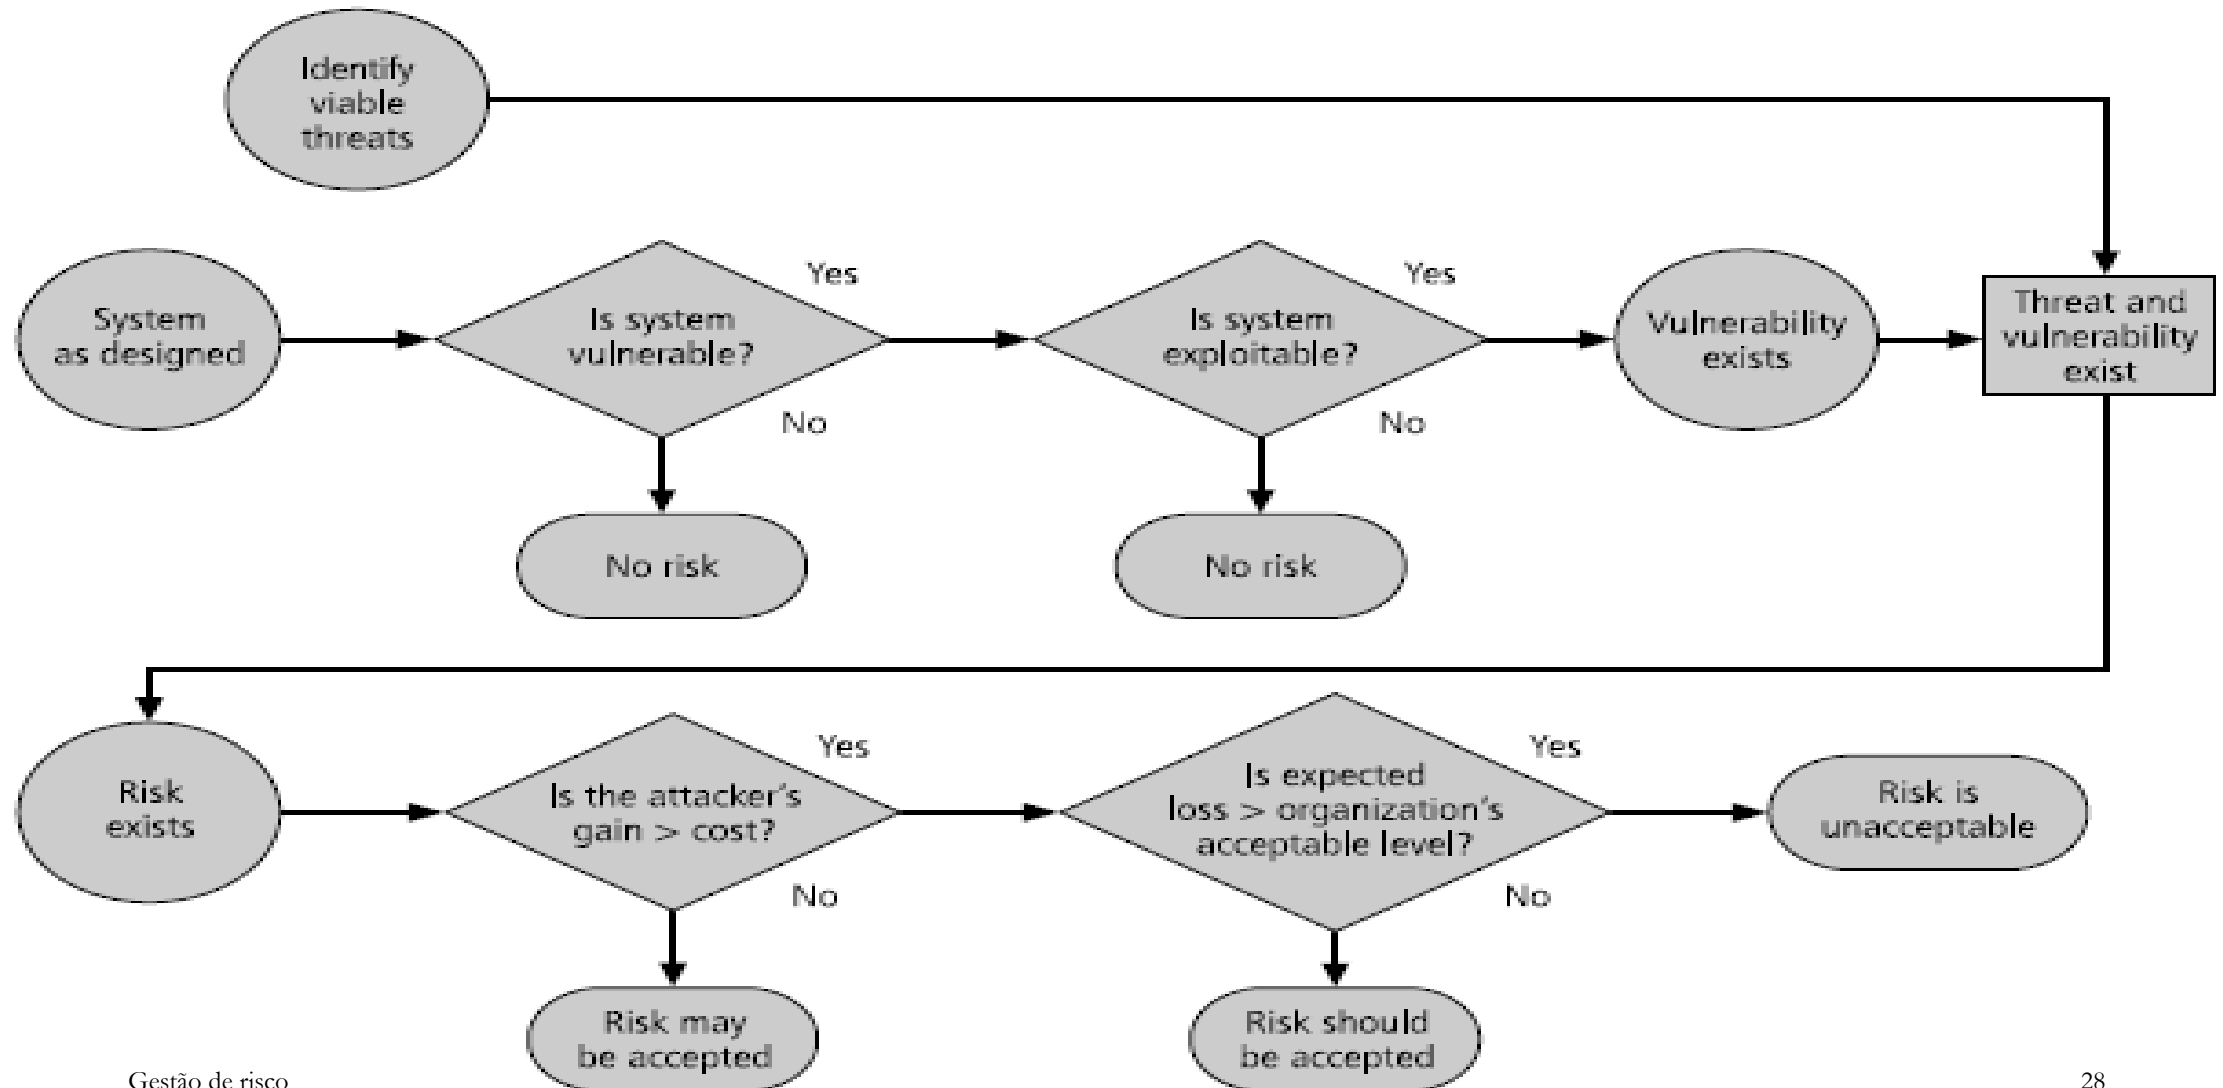 Identify
viable
threats
System
as designed
Is system
vulnerable?
Yes
No
No risk
Is system
exploitable?
Yes
No
No risk
Vulnerability
exists
Threat and
vulnerability
exist
Risk
exists
Is the attacker's
gain > cost?
Yes
No
Risk may
be accepted
Is expected
loss > organization's
acceptable level?
Yes
No
Risk should
be accepted
Risk is
unacceptable
Gestão de risco
28